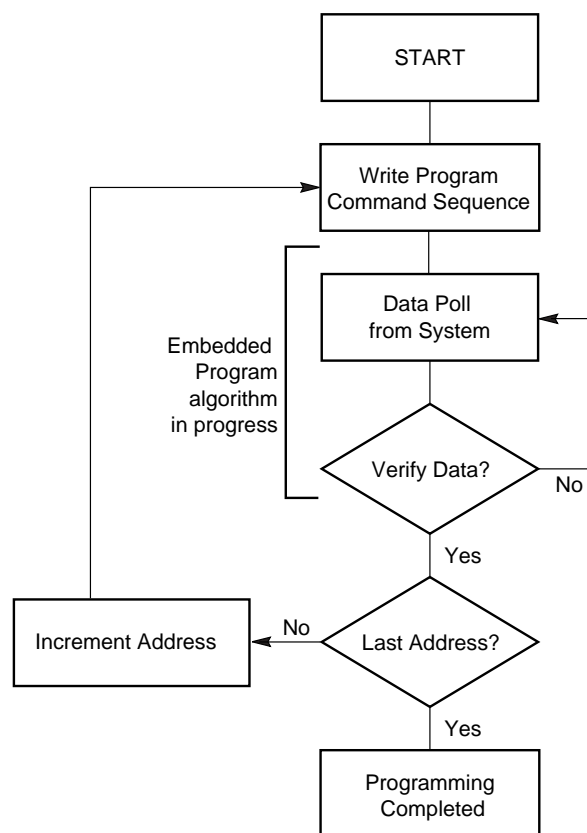 START
Write Program
Command Sequence
Data Poll
from System
Embedded
Program
algorithm
in progress
Verify Data?
No
Yes
Increment Address
No
Last Address?
Yes
Programming
Completed